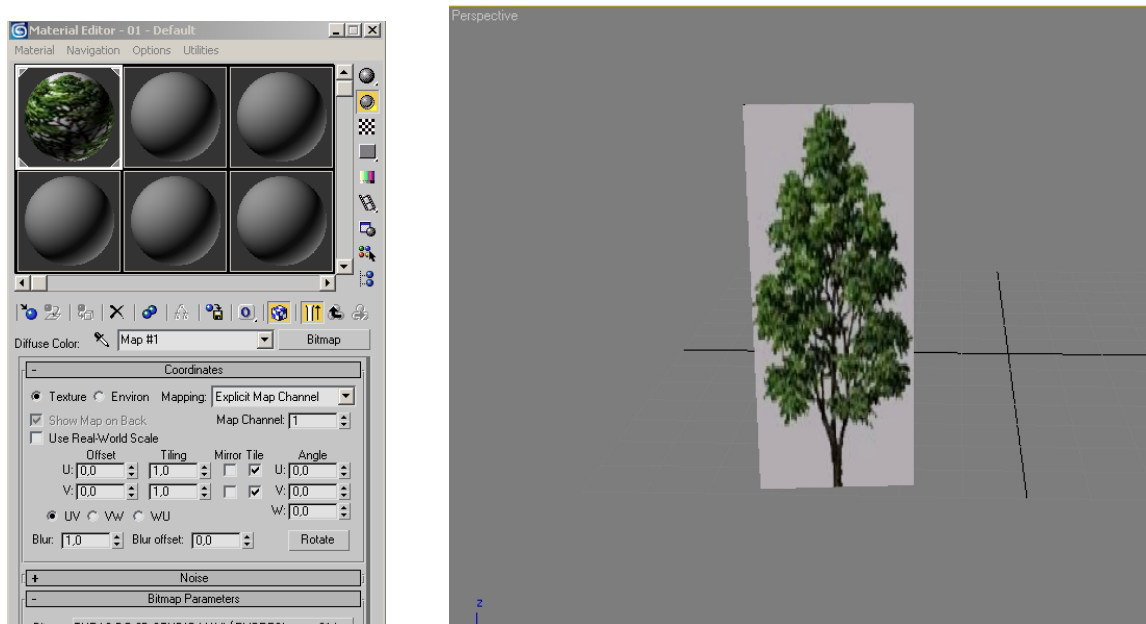 Material Editor - 01 - Default
Material Navigation Options Utilities
Diffuse Color: Map #1 Bitmap
- Coordinates
Texture Environ Mapping: Explicit Map Channel
Show Map on Back Map Channel: 1
Use Real-World Scale
Offset Tiling Mirror Tile Angle
U: 0,0 1,0 U: 0,0
V: 0,0 1,0 V: 0,0
W: 0,0
UV VW WU
Blur: 1,0 Blur offset: 0,0 Rotate
+ Noise
- Bitmap Parameters
Perspective
z